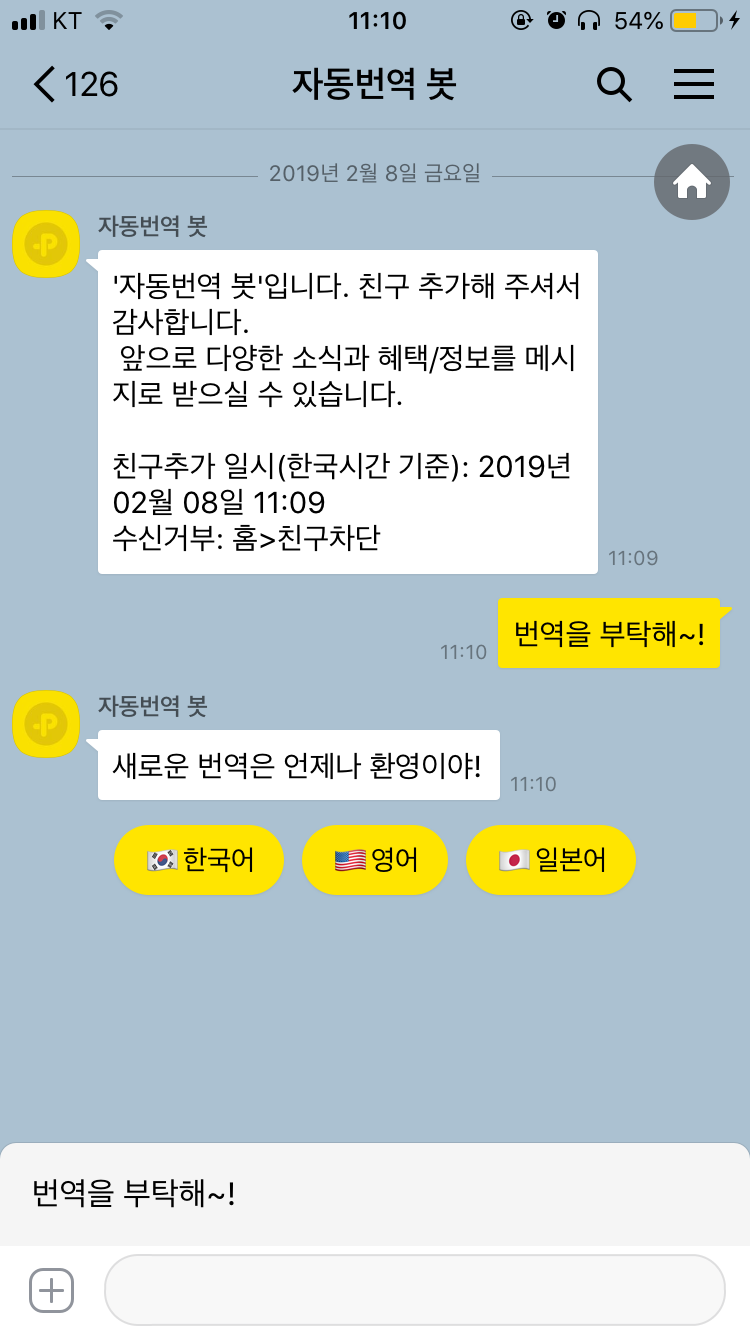 KT 11:10 54%
126 자동번역 봇
2019년 2월 8일 금요일
자동번역 봇
'자동번역 봇'입니다. 친구 추가해 주셔서
감사합니다.
앞으로 다양한 소식과 혜택/정보를 메시
지로 받으실 수 있습니다.
친구추가 일시(한국시간 기준): 2019년
02월 08일 11:09
수신거부: 홈>친구차단
11:09
번역을 부탁해~!
11:10
자동번역 봇
새로운 번역은 언제나 환영이야!
11:10
🇰🇷한국어 🇺🇸영어 🇯🇵일본어
번역을 부탁해~!